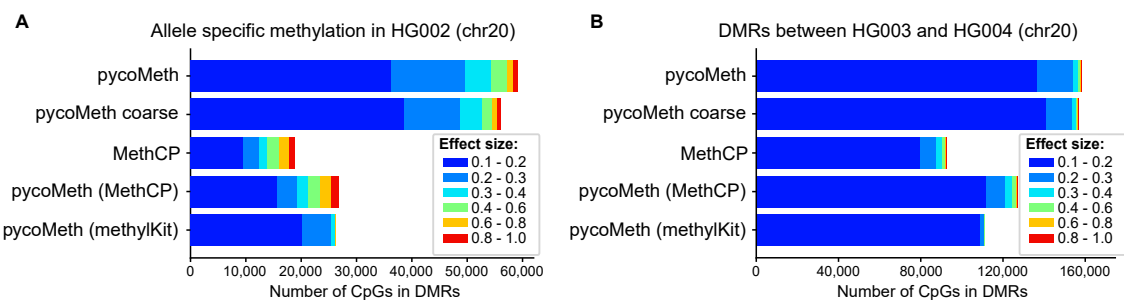 A
Allele specific methylation in HG002 (chr20)
pycoMeth
pycoMeth coarse
MethCP
pycoMeth (MethCP)
pycoMeth (methylKit)
Effect size:
0.1 - 0.2
0.2 - 0.3
0.3 - 0.4
0.4 - 0.6
0.6 - 0.8
0.8 - 1.0
0 10,000 20,000 30,000 40,000 50,000 60,000
Number of CpGs in DMRs
B
DMRs between HG003 and HG004 (chr20)
pycoMeth
pycoMeth coarse
MethCP
pycoMeth (MethCP)
pycoMeth (methylKit)
Effect size:
0.1 - 0.2
0.2 - 0.3
0.3 - 0.4
0.4 - 0.6
0.6 - 0.8
0.8 - 1.0
0 40,000 80,000 120,000 160,000
Number of CpGs in DMRs